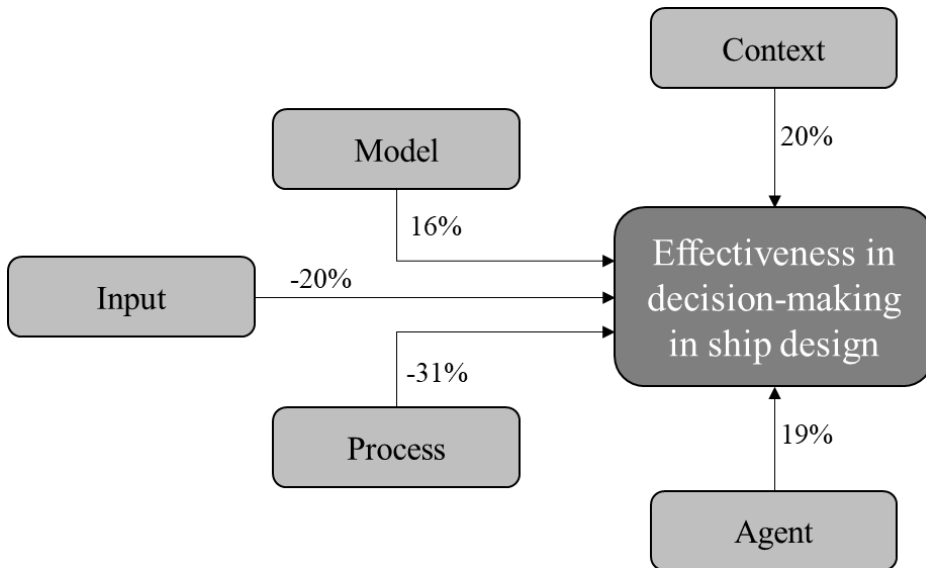 Context
20%
Model
16%
Effectiveness in
decision-making
in ship design
Input
-20%
-31%
Process
19%
Agent